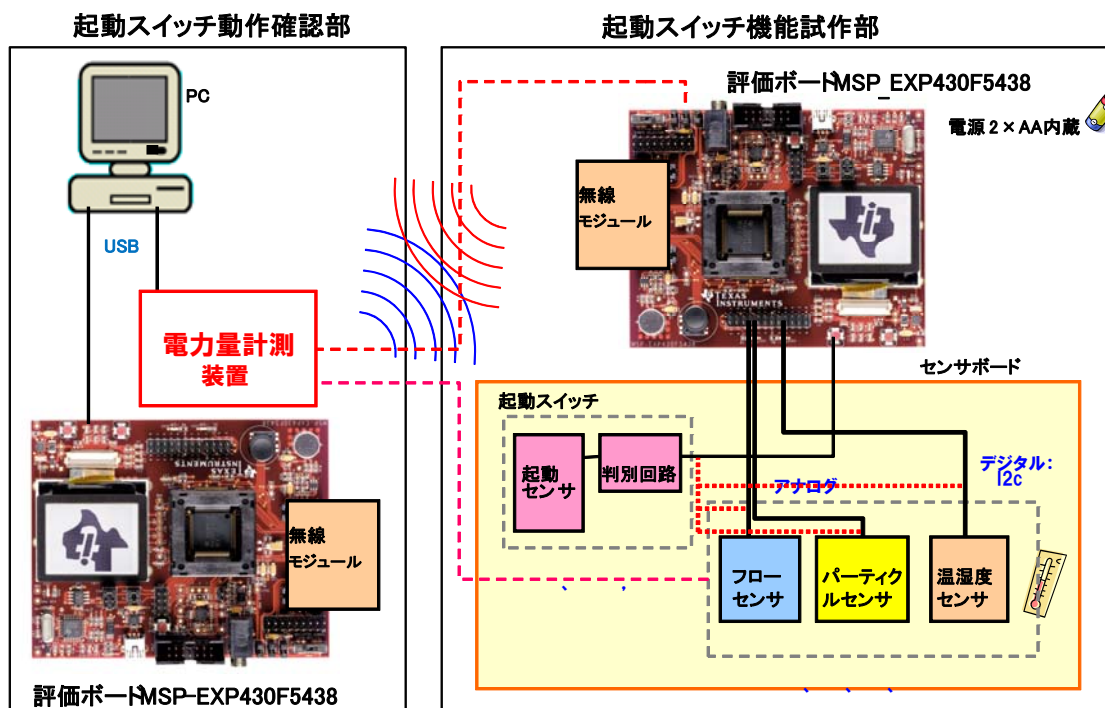 起動スイッチ動作確認部
起動スイッチ機能試作部
PC
USB
電力量計測
装置
無線
モジュール
評価ボードMSP-EXP430F5438
評価ボードMSP_EXP430F5438
電源2×AA内蔵
無線
モジュール
TEXAS
INSTRUMENTS
MSP-EXP430F5438
センサボード
起動スイッチ
起動
センサ
判別回路
アナログ
デジタル:
I2c
フロー
センサ
パーティク
ルセンサ
温湿度
センサ
TEXAS
INSTRUMENTS